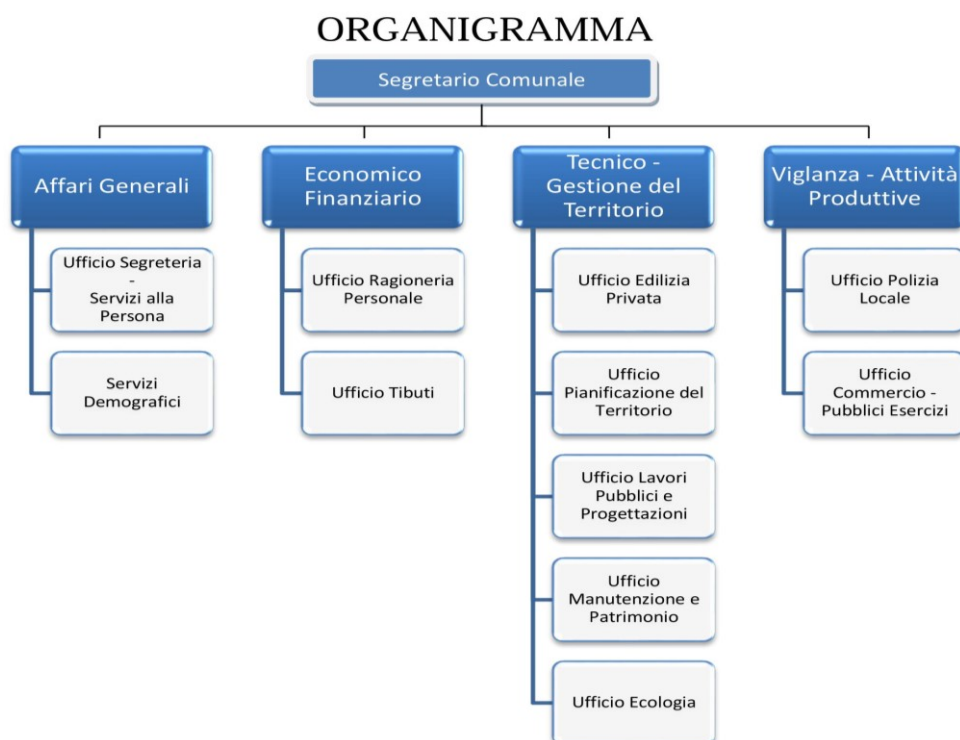 ORGANIGRAMMA
Segretario Comunale
Affari Generali
Ufficio Segreteria
-
Servizi alla
Persona
Servizi
Demografici
Economico
Finanziario
Ufficio Ragioneria
Personale
Ufficio Tibuti
Tecnico -
Gestione del
Territorio
Ufficio Edilizia
Privata
Ufficio
Pianificazione del
Territorio
Ufficio Lavori
Pubblici e
Progettazioni
Ufficio
Manutenzione e
Patrimonio
Ufficio Ecologia
Viglanza - Attività
Produttive
Ufficio Polizia
Locale
Ufficio
Commercio -
Pubblici Esercizi